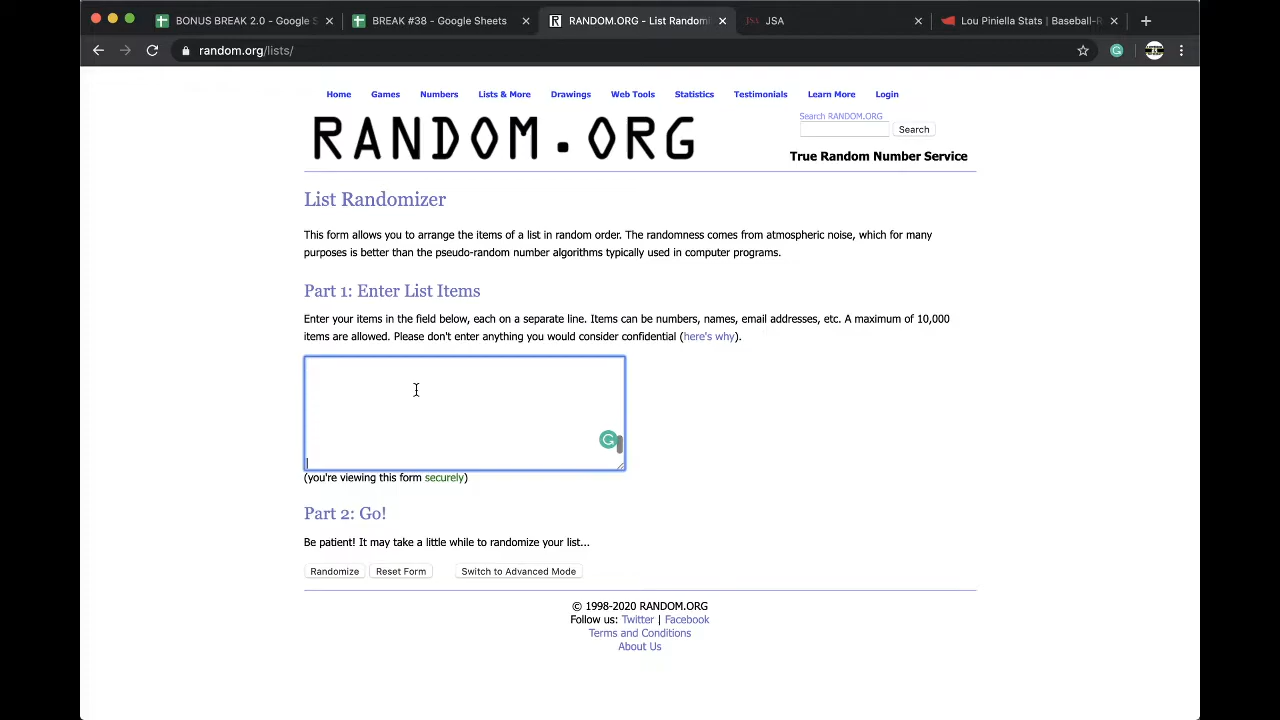 BONUS BREAK 2.0 - Google S
BREAK #38 - Google Sheets
RANDOM.ORG - List Randomi
JSA
Lou Piniella Stats | Baseball-R
random.org/lists/
Home Games Numbers Lists & More Drawings Web Tools Statistics Testimonials Learn More Login
RANDOM.ORG
Search RANDOM.ORG
Search
True Random Number Service
List Randomizer
This form allows you to arrange the items of a list in random order. The randomness comes from atmospheric noise, which for many
purposes is better than the pseudo-random number algorithms typically used in computer programs.
Part 1: Enter List Items
Enter your items in the field below, each on a separate line. Items can be numbers, names, email addresses, etc. A maximum of 10,000
items are allowed. Please don't enter anything you would consider confidential (here's why).
(you're viewing this form securely)
Part 2: Go!
Be patient! It may take a little while to randomize your list...
Randomize Reset Form Switch to Advanced Mode
© 1998-2020 RANDOM.ORG
Follow us: Twitter | Facebook
Terms and Conditions
About Us